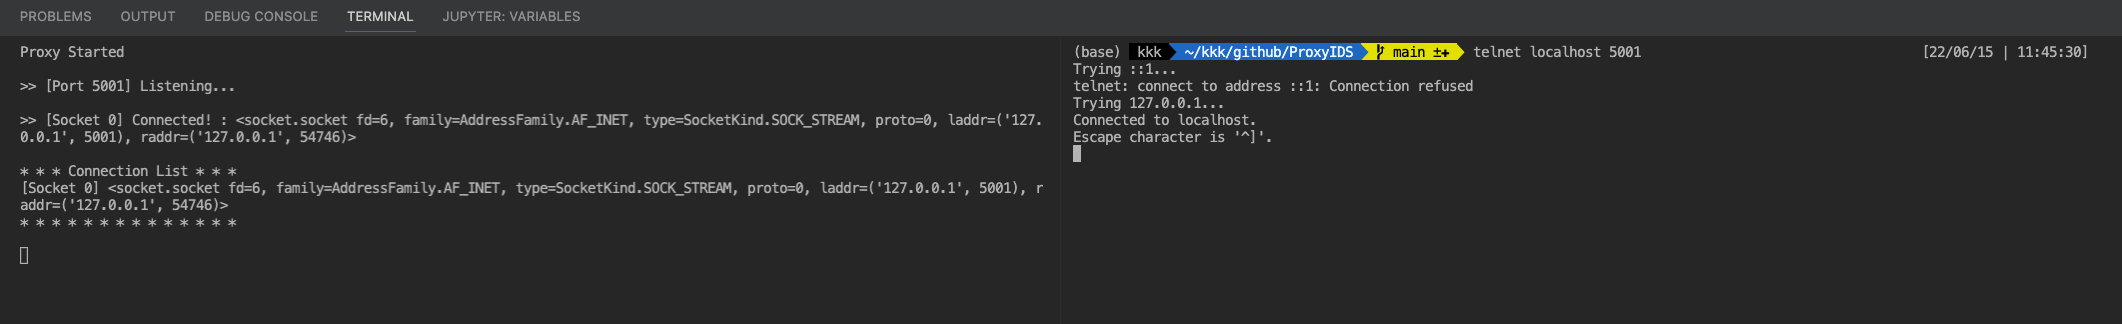 PROBLEMS OUTPUT DEBUG CONSOLE TERMINAL JUPYTER: VARIABLES
Proxy Started
>> [Port 5001] Listening...
>> [Socket 0] Connected! : <socket.socket fd=6, family=AddressFamily.AF_INET, type=SocketKind.SOCK_STREAM, proto=0, laddr=('127.
0.0.1', 5001), raddr=('127.0.0.1', 54746)>
* * * Connection List * * *
[Socket 0] <socket.socket fd=6, family=AddressFamily.AF_INET, type=SocketKind.SOCK_STREAM, proto=0, laddr=('127.0.0.1', 5001), r
addr=('127.0.0.1', 54746)>
* * * * * * * * * * * * * *
(base) kkk ~/kkk/github/ProxyIDS main ±✚ telnet localhost 5001 [22/06/15 | 11:45:30]
Trying ::1...
telnet: connect to address ::1: Connection refused
Trying 127.0.0.1...
Connected to localhost.
Escape character is '^]'.